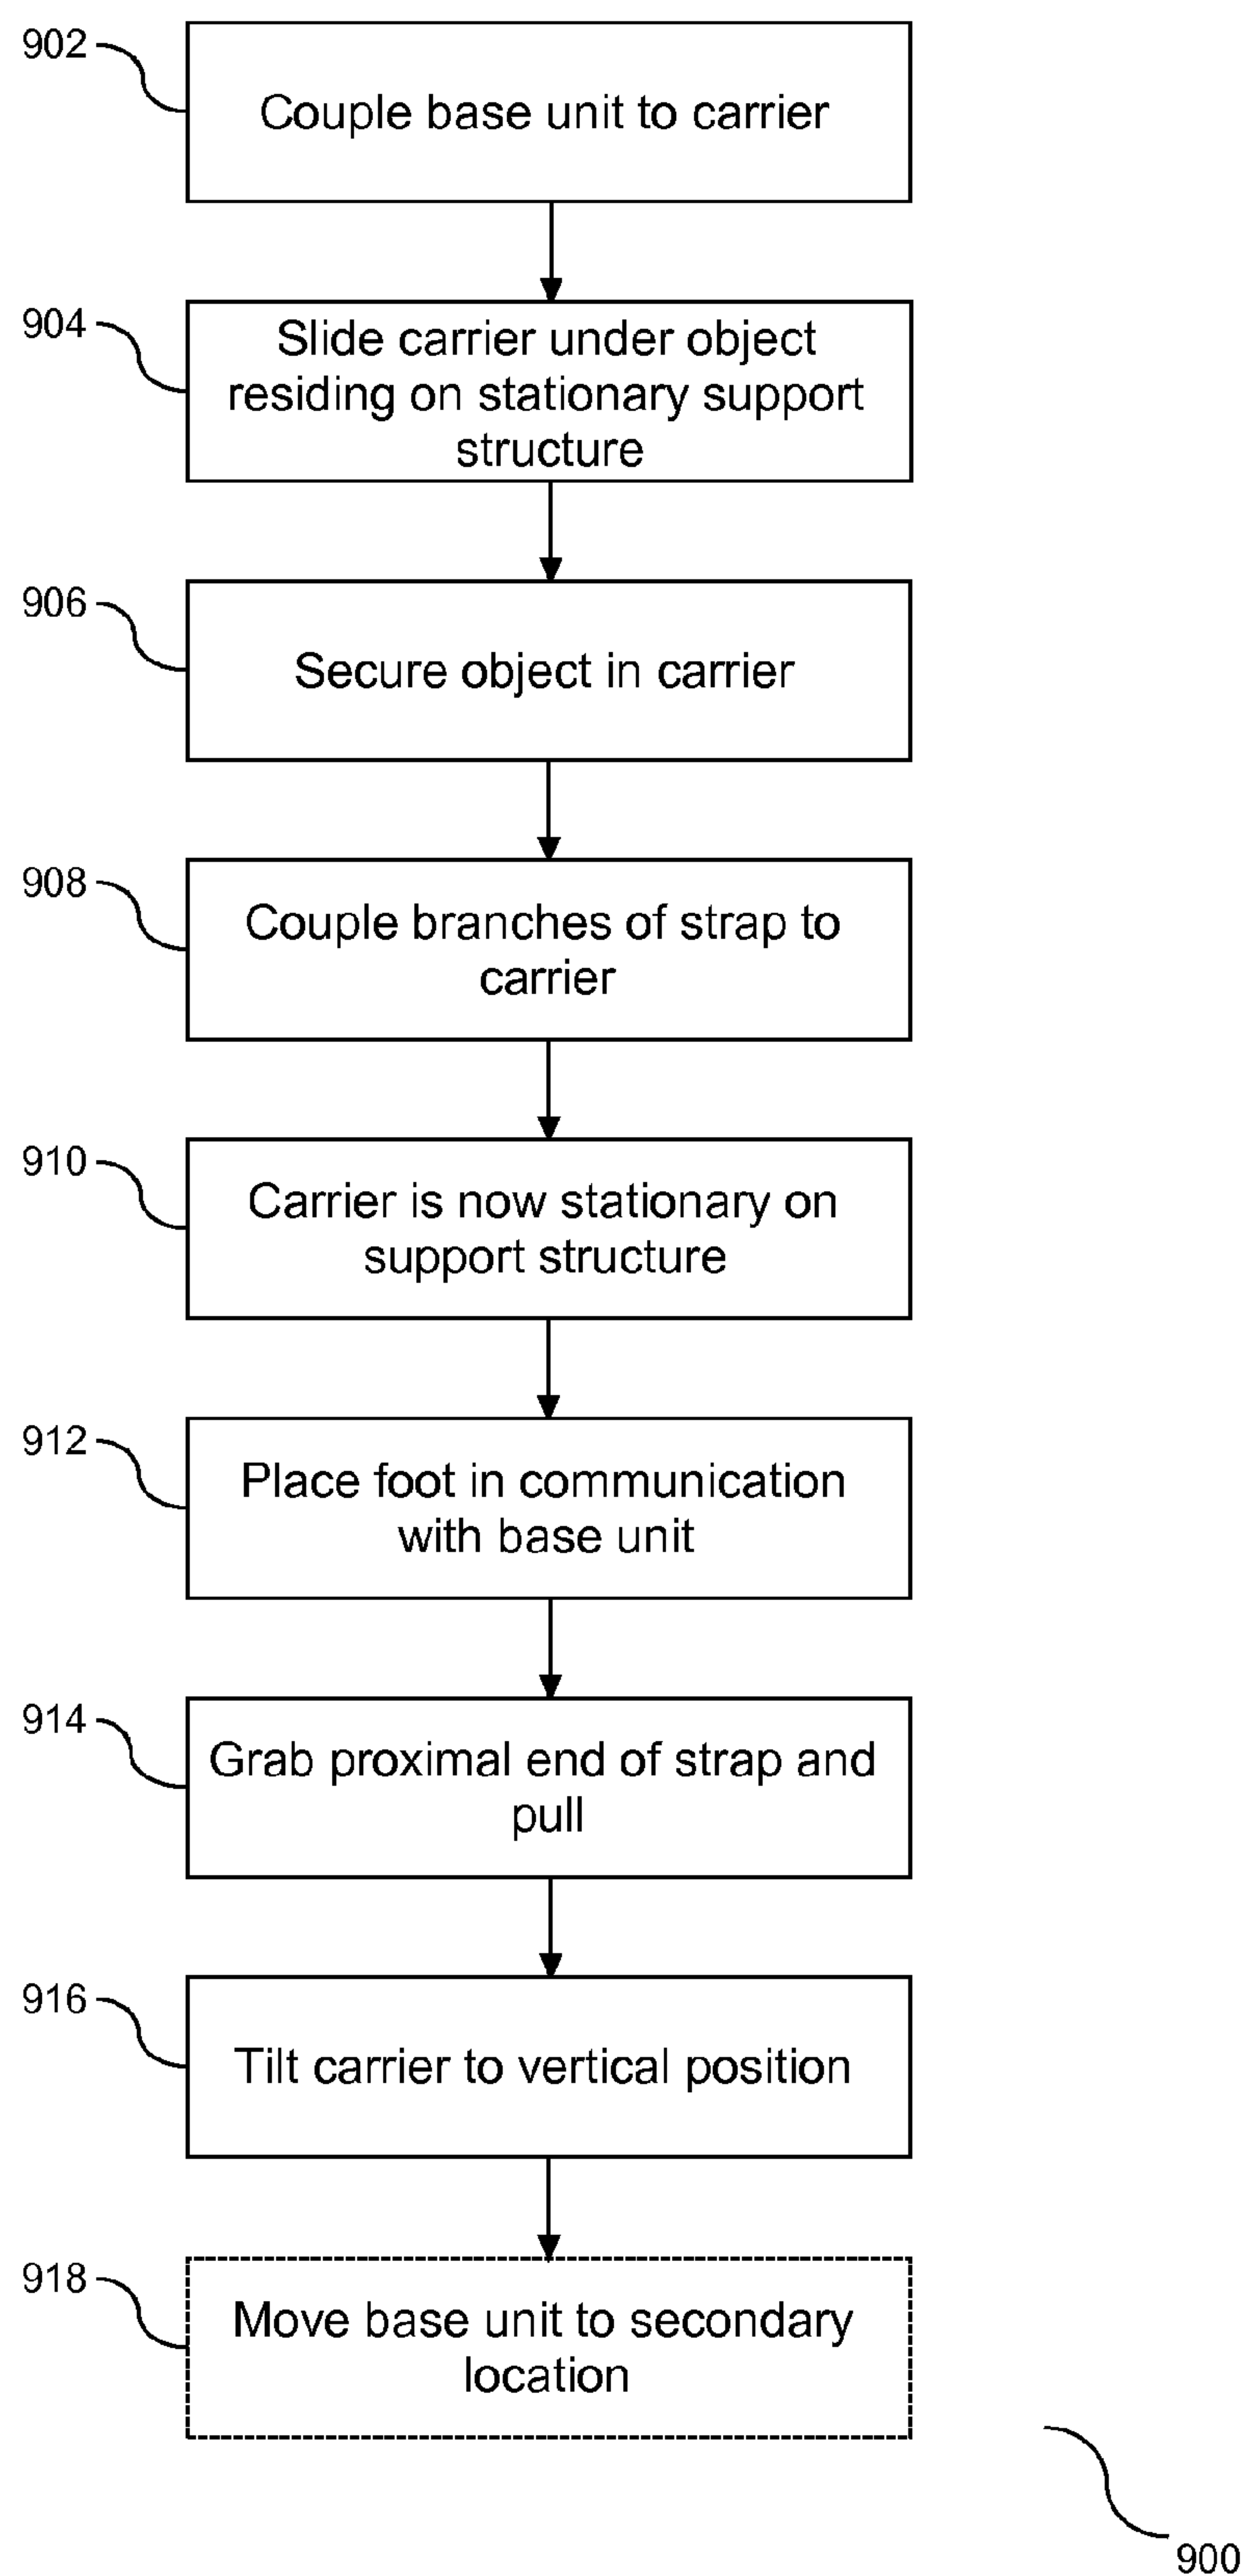 902
Couple base unit to carrier
904
Slide carrier under object
residing on stationary support
structure
906
Secure object in carrier
908
Couple branches of strap to
carrier
910
Carrier is now stationary on
support structure
912
Place foot in communication
with base unit
914
Grab proximal end of strap and
pull
916
Tilt carrier to vertical position
918
Move base unit to secondary
location
900